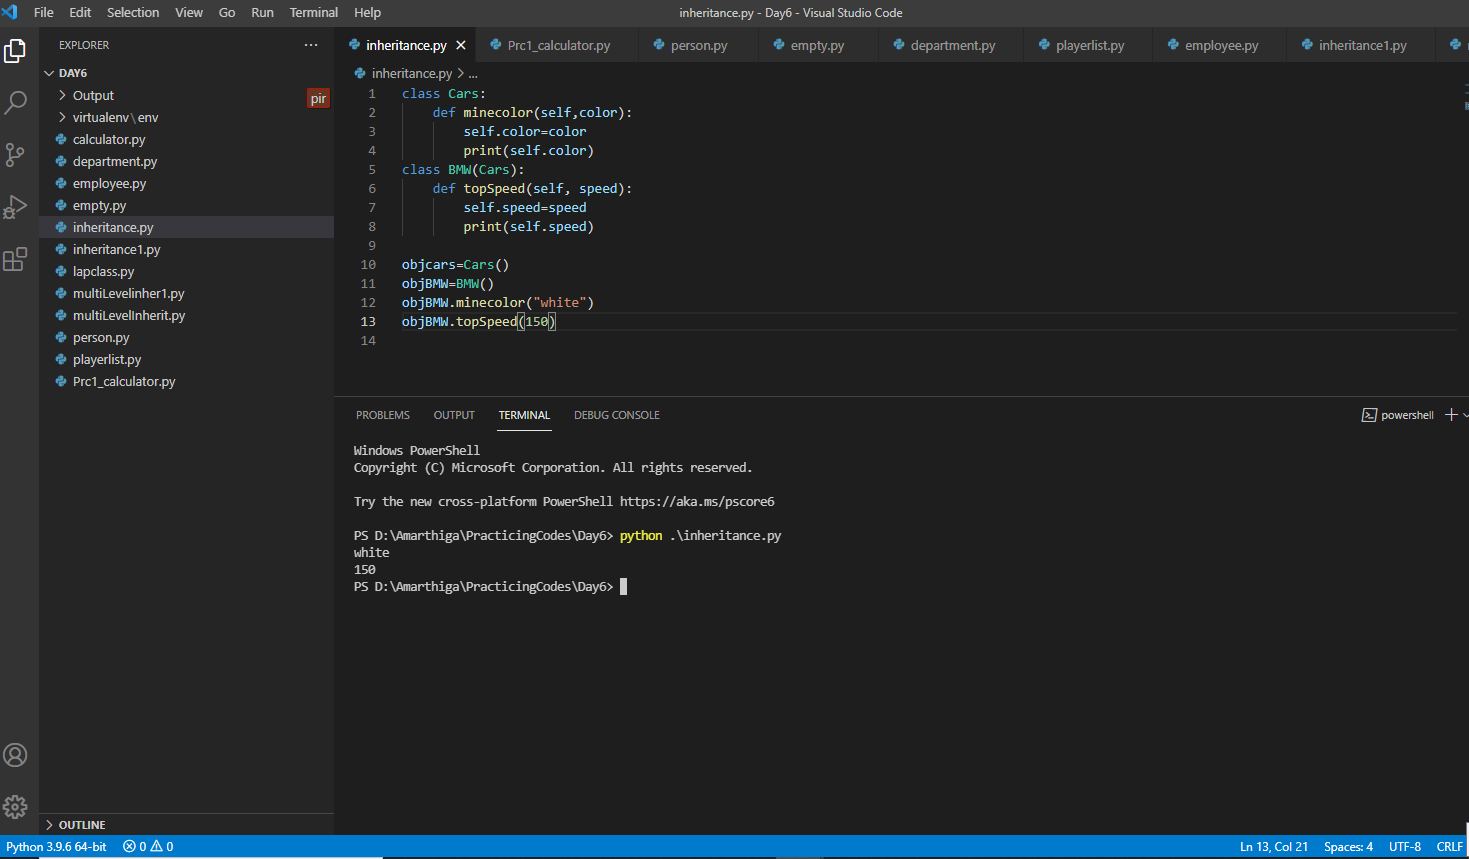 File Edit Selection View Go Run Terminal Help inheritance.py - Day6 - Visual Studio Code
EXPLORER ...
DAY6
Output
pir
virtualenv\env
calculator.py
department.py
employee.py
empty.py
inheritance.py
inheritance1.py
lapclass.py
multiLevelinher1.py
multiLevelInherit.py
person.py
playerlist.py
Prc1_calculator.py
OUTLINE
inheritance.py Prc1_calculator.py person.py empty.py department.py playerlist.py employee.py inheritance1.py
inheritance.py > ...
1 class Cars:
2     def minecolor(self,color):
3         self.color=color
4         print(self.color)
5 class BMW(Cars):
6     def topSpeed(self, speed):
7         self.speed=speed
8         print(self.speed)
9
10 objcars=Cars()
11 objBMW=BMW()
12 objBMW.minecolor("white")
13 objBMW.topSpeed(150)
14
PROBLEMS OUTPUT TERMINAL DEBUG CONSOLE powershell
Windows PowerShell
Copyright (C) Microsoft Corporation. All rights reserved.
Try the new cross-platform PowerShell https://aka.ms/pscore6
PS D:\Amarthiga\PracticingCodes\Day6> python .\inheritance.py
white
150
PS D:\Amarthiga\PracticingCodes\Day6>
Python 3.9.6 64-bit 0 0 Ln 13, Col 21 Spaces: 4 UTF-8 CRLF